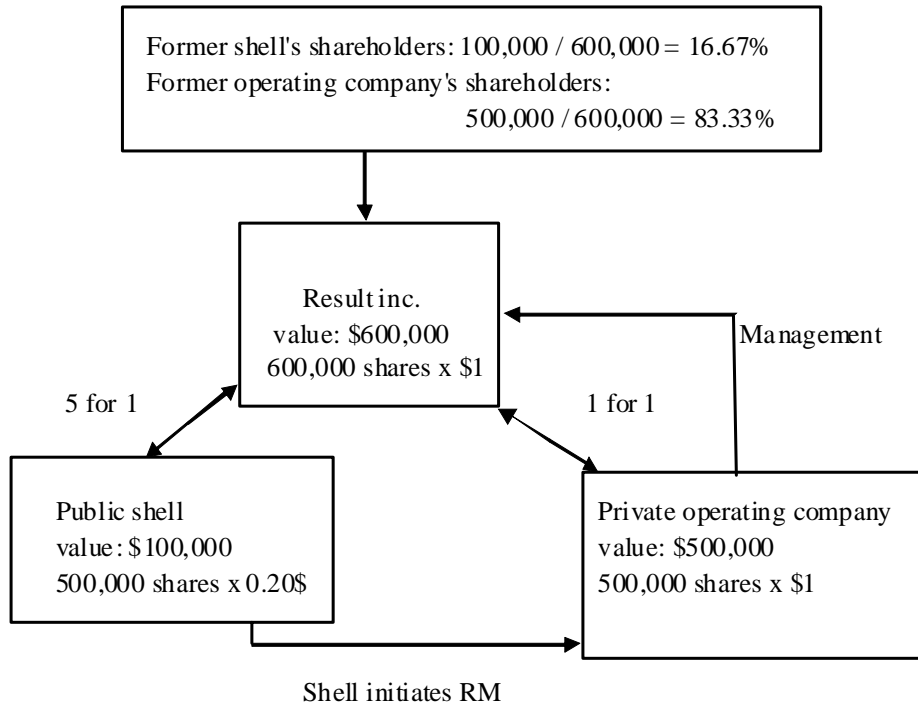 Former shell's shareholders: 100,000 / 600,000 = 16.67%
Former operating company's shareholders:
500,000 / 600,000 = 83.33%
Result inc.
value: $600,000
600,000 shares x $1
Management
5 for 1
1 for 1
Public shell
value: $100,000
500,000 shares x 0.20$
Private operating company
value: $500,000
500,000 shares x $1
Shell initiates RM